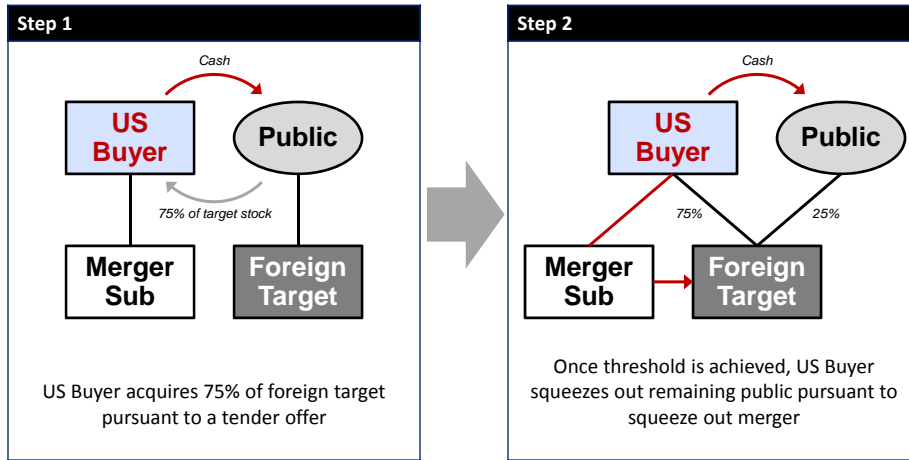 Step 1
Cash
US
Buyer
Public
75% of target stock
Merger
Sub
Foreign
Target
US Buyer acquires 75% of foreign target
pursuant to a tender offer
Step 2
Cash
US
Buyer
Public
75%
25%
Merger
Sub
Foreign
Target
Once threshold is achieved, US Buyer
squeezes out remaining public pursuant to
squeeze out merger